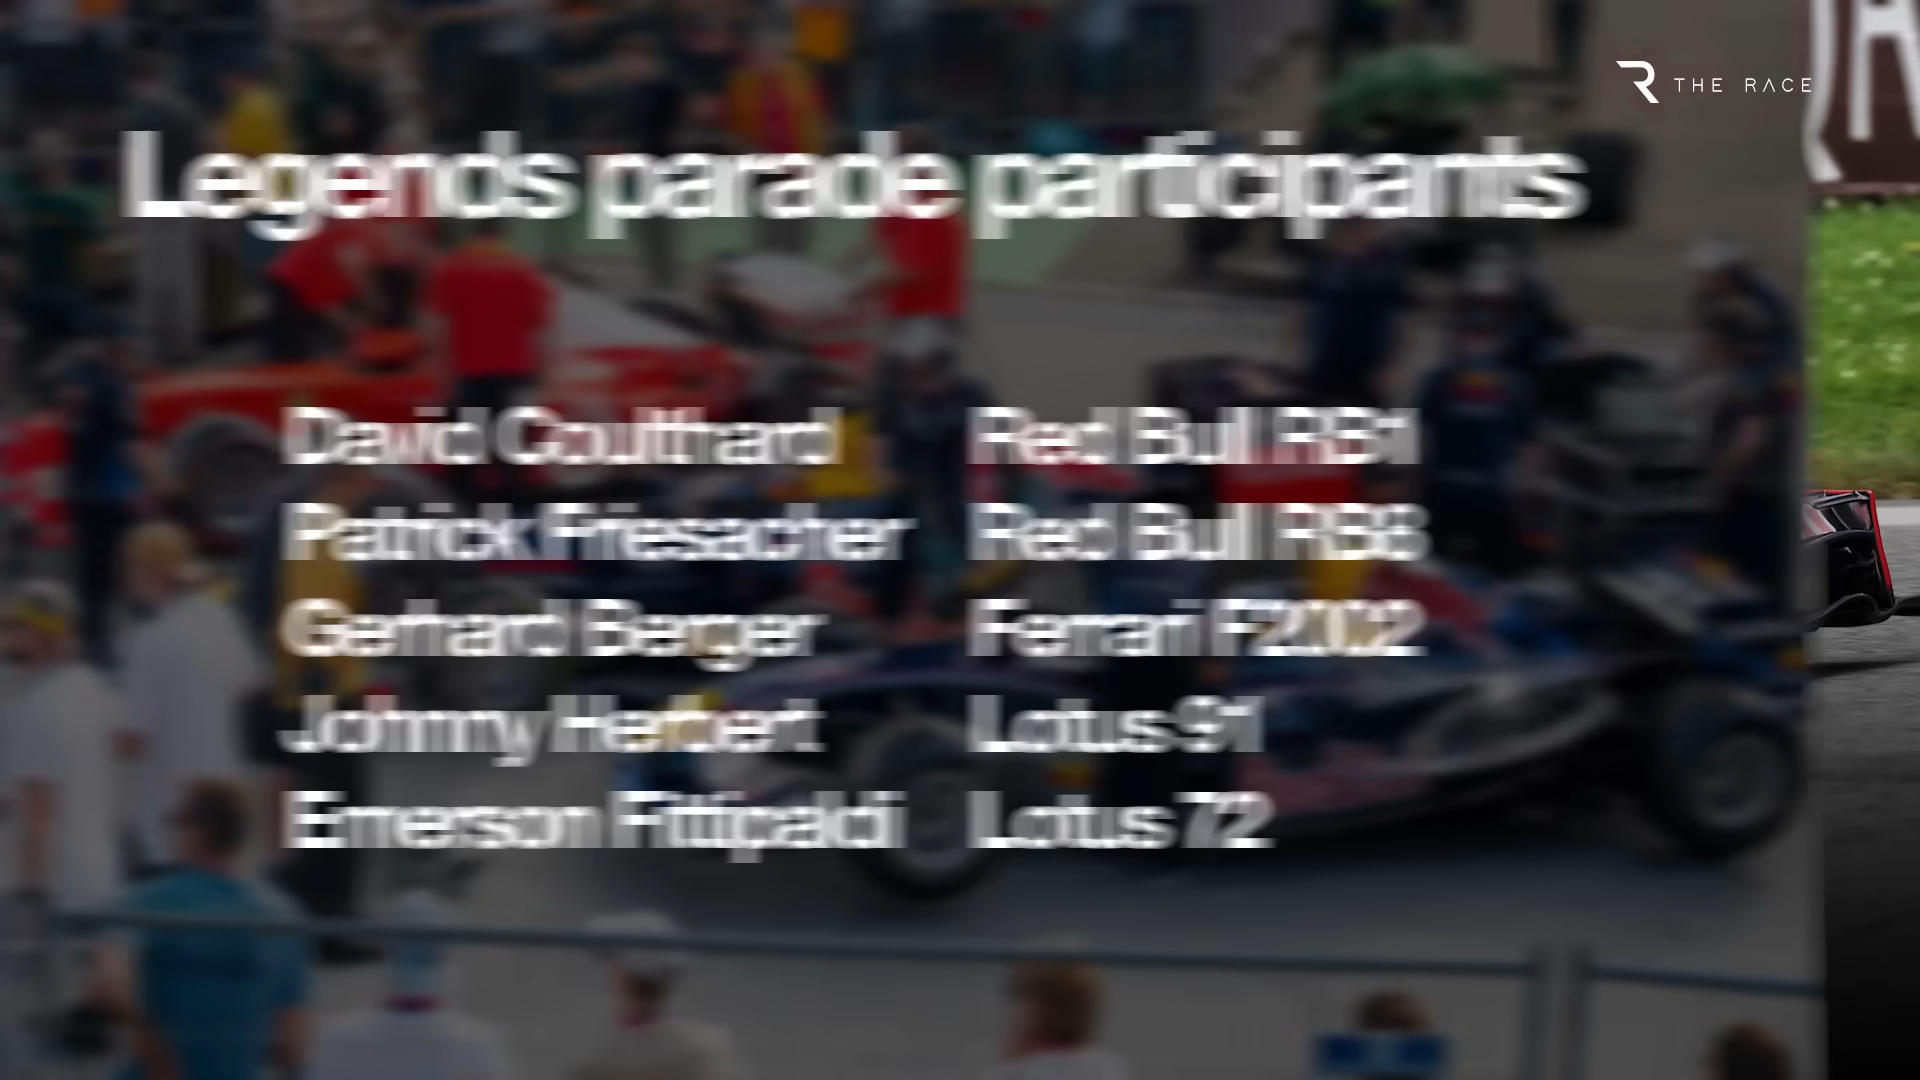 THE RACE
Legends parade participants
David Coulthard Red Bull RB1
Patrick Friesacher Red Bull RB8
Gerhard Berger Ferrari F2002
Johnny Herbert Lotus 91
Emerson Fittipaldi Lotus 72